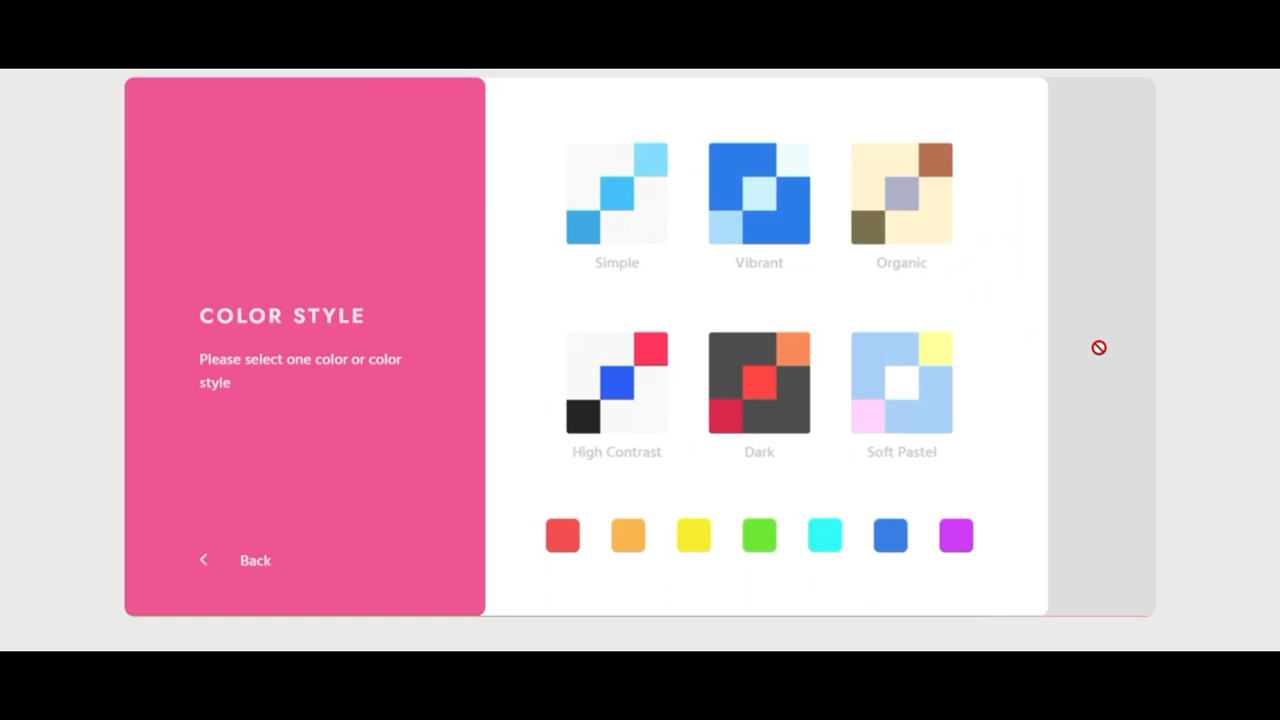 COLOR STYLE
Please select one color or color
style
Back
Simple
Vibrant
Organic
High Contrast
Dark
Soft Pastel